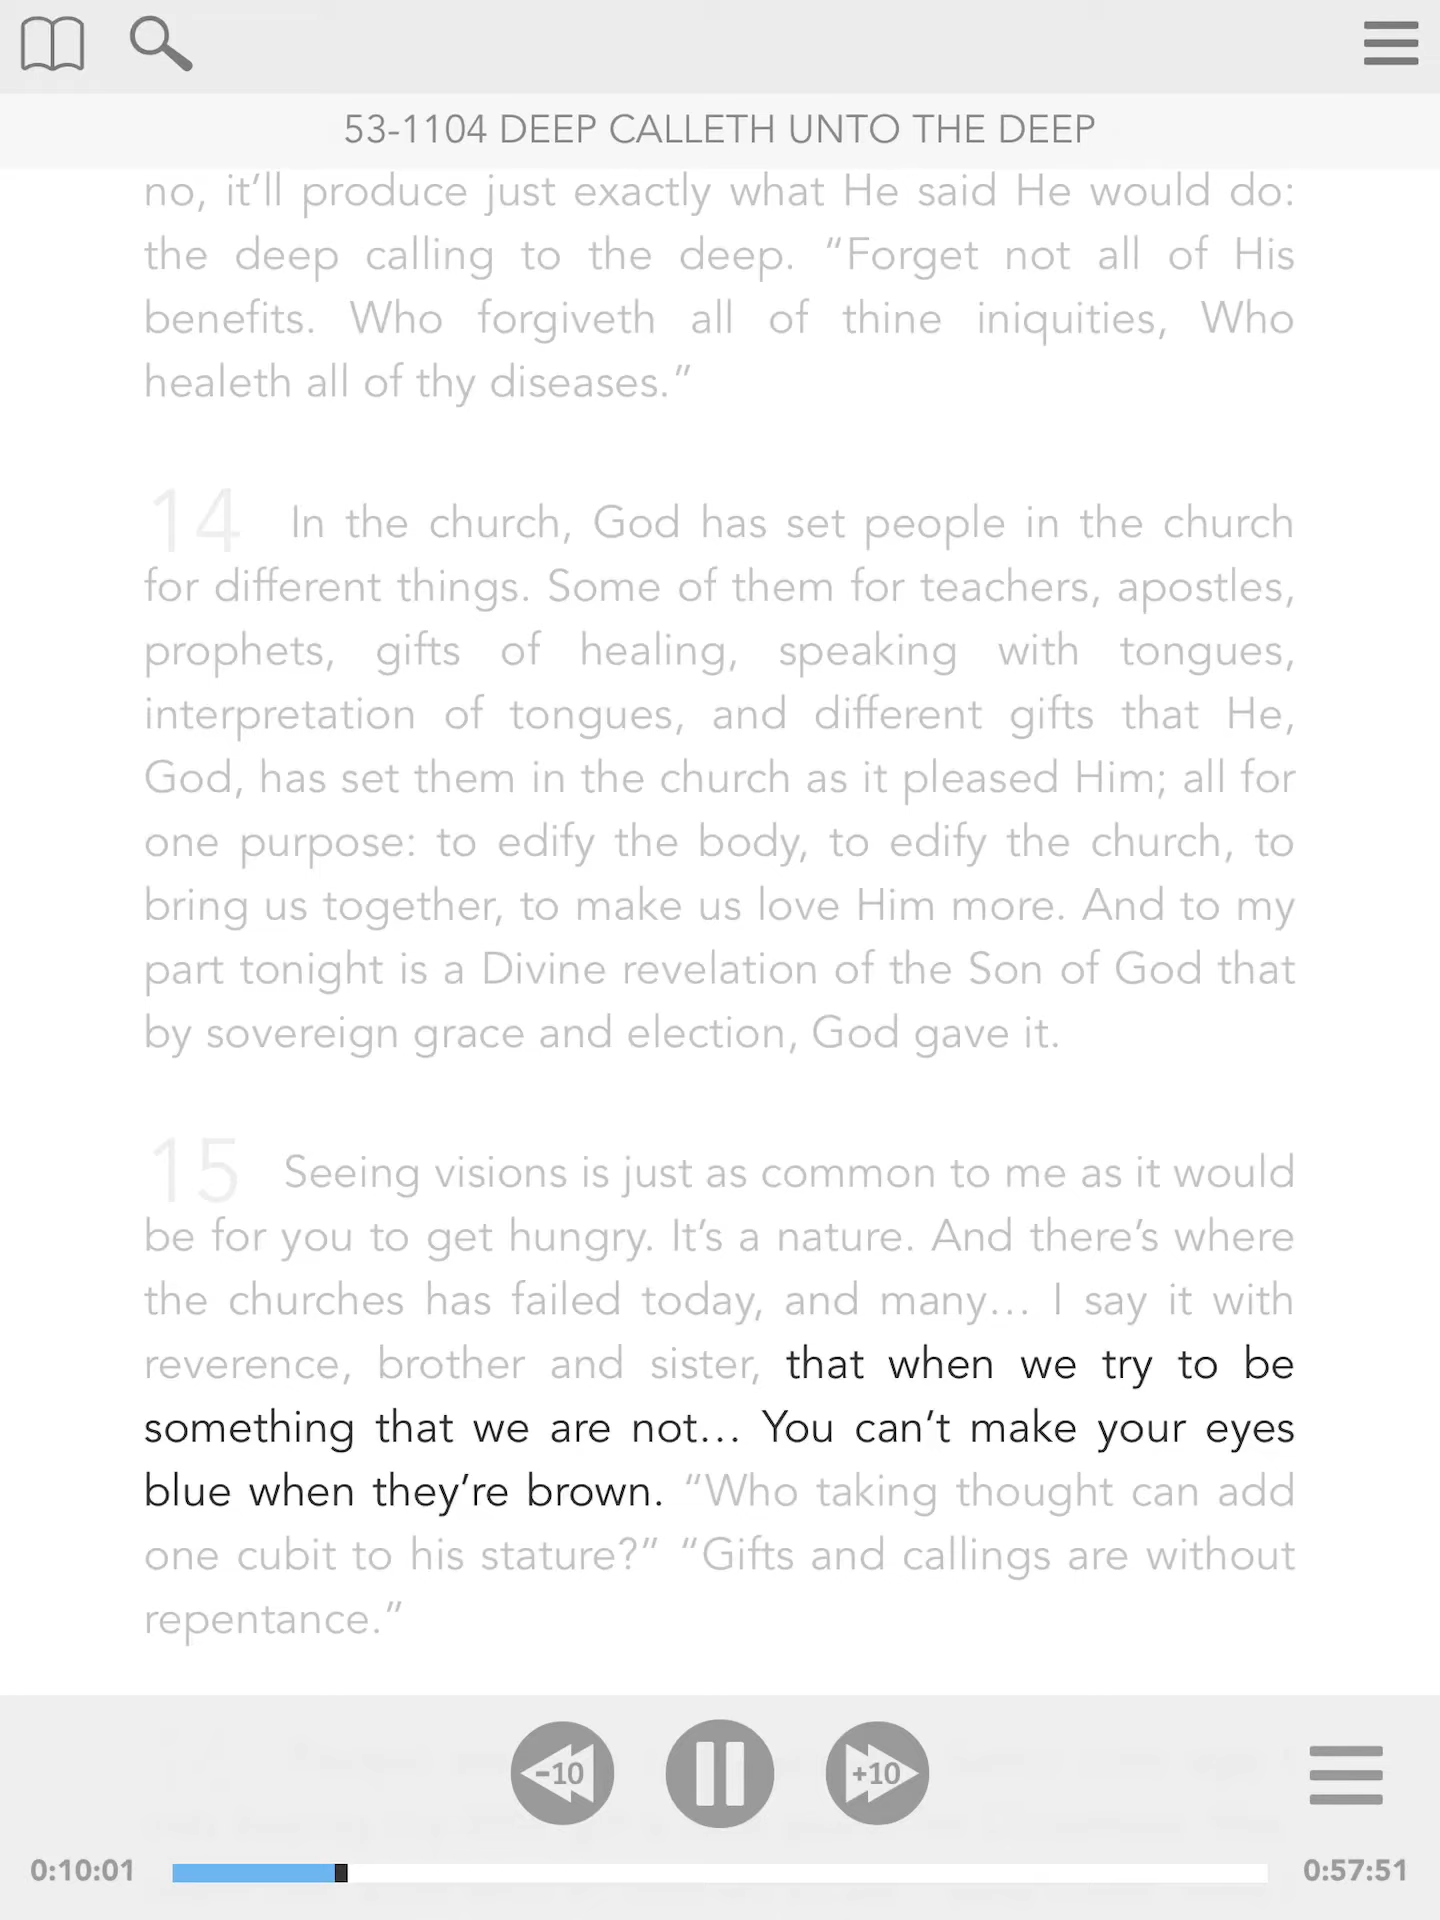 53-1104 DEEP CALLETH UNTO THE DEEP
no, it’ll produce just exactly what He said He would do:
the deep calling to the deep. “Forget not all of His
benefits. Who forgiveth all of thine iniquities, Who
healeth all of thy diseases.”
14 In the church, God has set people in the church
for different things. Some of them for teachers, apostles,
prophets, gifts of healing, speaking with tongues,
interpretation of tongues, and different gifts that He,
God, has set them in the church as it pleased Him; all for
one purpose: to edify the body, to edify the church, to
bring us together, to make us love Him more. And to my
part tonight is a Divine revelation of the Son of God that
by sovereign grace and election, God gave it.
15 Seeing visions is just as common to me as it would
be for you to get hungry. It’s a nature. And there’s where
the churches has failed today, and many… I say it with
reverence, brother and sister, that when we try to be
something that we are not… You can’t make your eyes
blue when they’re brown. “Who taking thought can add
one cubit to his stature?” “Gifts and callings are without
repentance.”
-10 +10
0:10:01 0:57:51